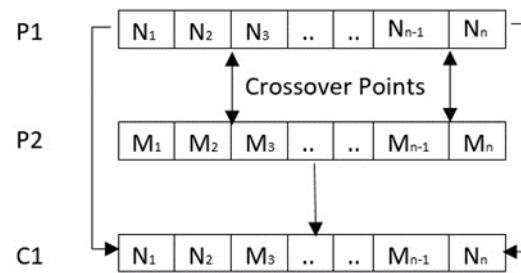 P1 N₁ N₂ N₃ .. .. Nₙ₋₁ Nₙ
Crossover Points
P2 M₁ M₂ M₃ .. .. Mₙ₋₁ Mₙ
C1 N₁ N₂ M₃ .. .. Mₙ₋₁ Nₙ